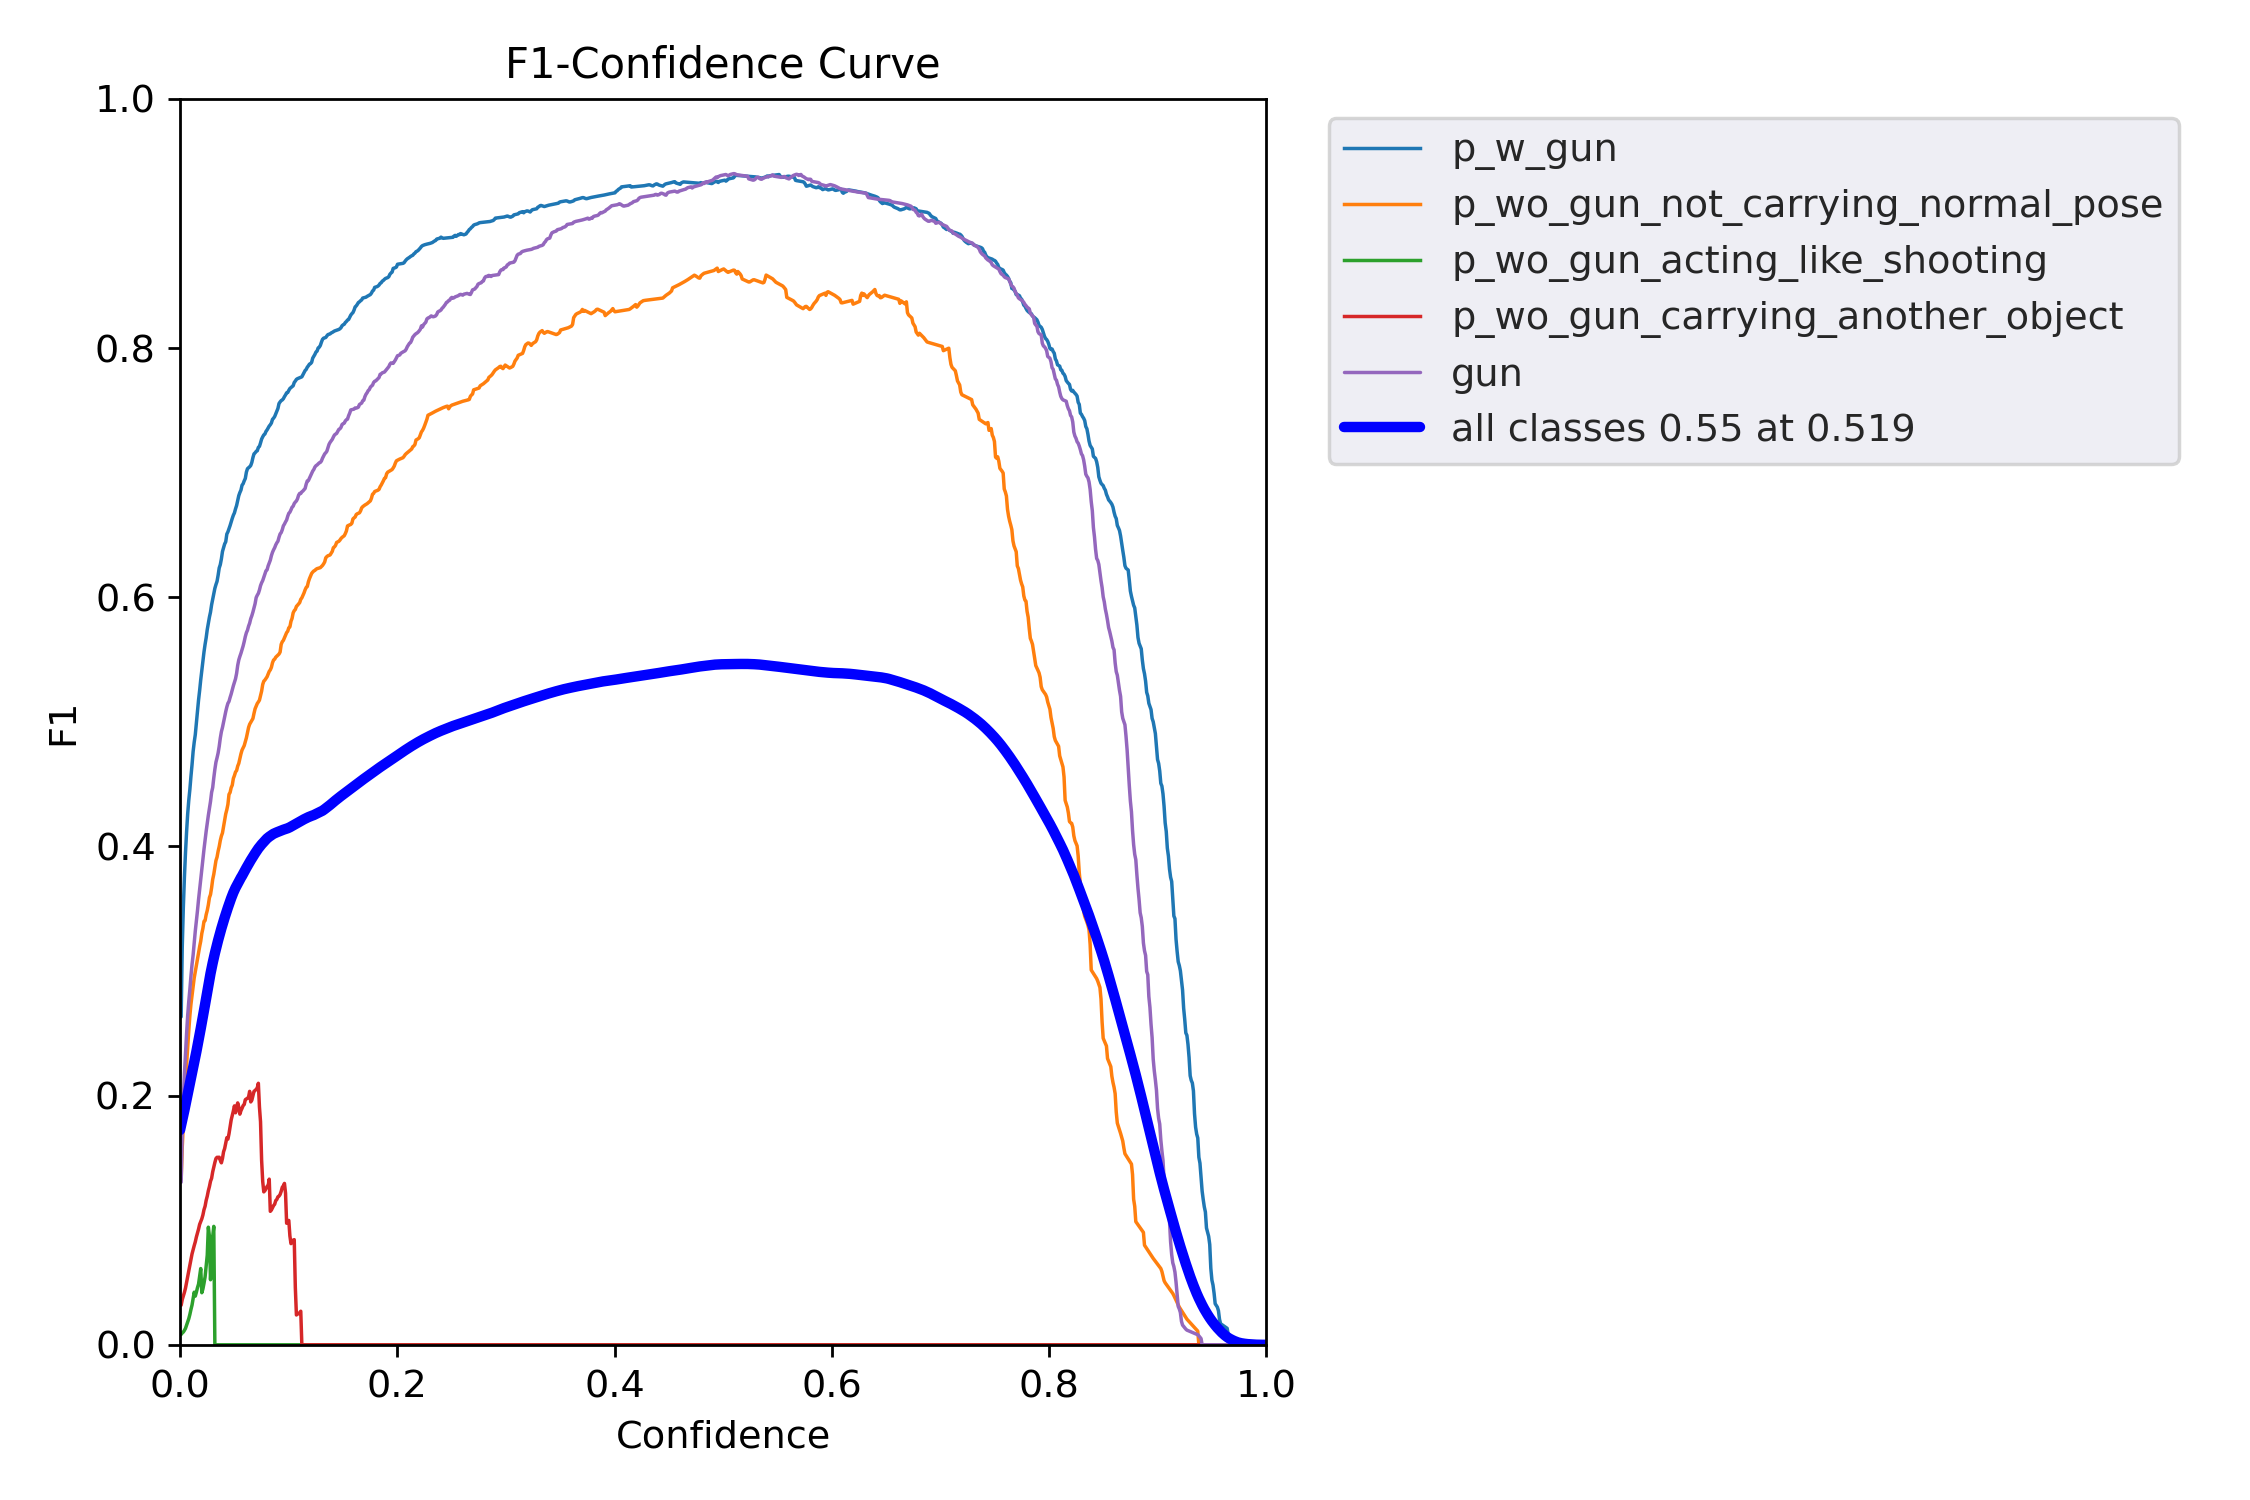 F1-Confidence Curve
1.0
0.8
0.6
0.4
0.2
0.0
F1
0.0 0.2 0.4 0.6 0.8 1.0
Confidence
p_w_gun
p_wo_gun_not_carrying_normal_pose
p_wo_gun_acting_like_shooting
p_wo_gun_carrying_another_object
gun
all classes 0.55 at 0.519